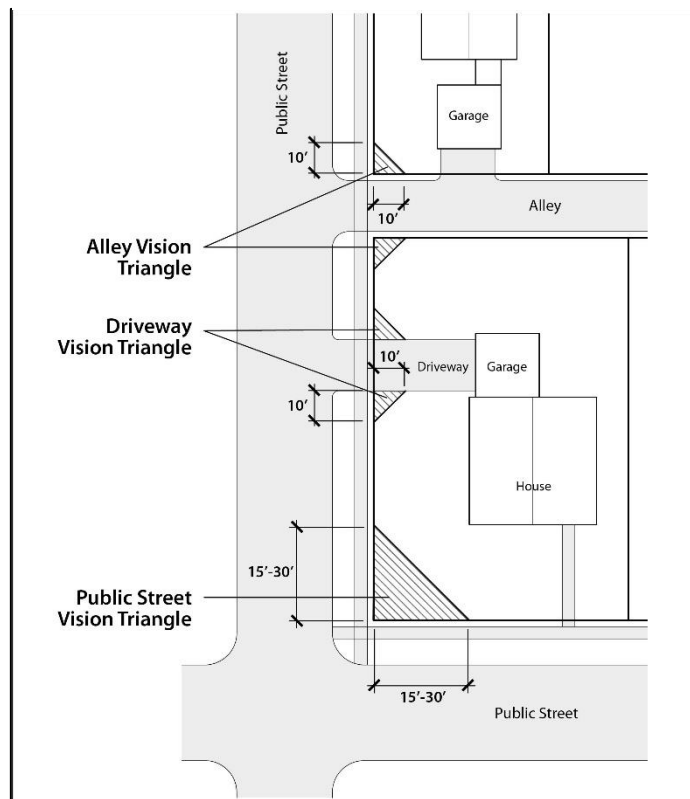 Public Street
Garage
10'
10'
Alley
Alley Vision
Triangle
Driveway
Vision Triangle
10'
Driveway
Garage
10'
House
15'-30'
Public Street
Vision Triangle
15'-30'
Public Street